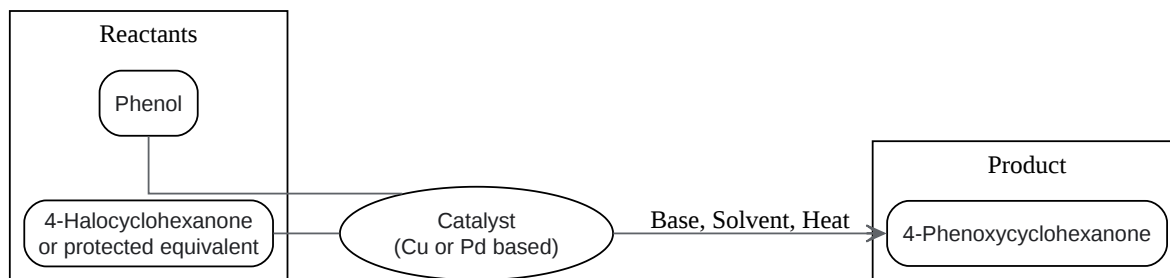 Reactants
Phenol
4-Halocyclohexanone
or protected equivalent
Catalyst
(Cu or Pd based)
Base, Solvent, Heat
Product
4-Phenoxycyclohexanone